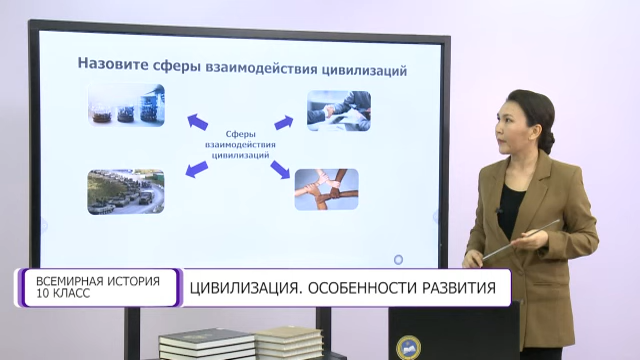 Назовите сферы взаимодействия цивилизаций
Сферы
взаимодействия
цивилизаций
ВСЕМИРНАЯ ИСТОРИЯ
10 КЛАСС
ЦИВИЛИЗАЦИЯ. ОСОБЕННОСТИ РАЗВИТИЯ